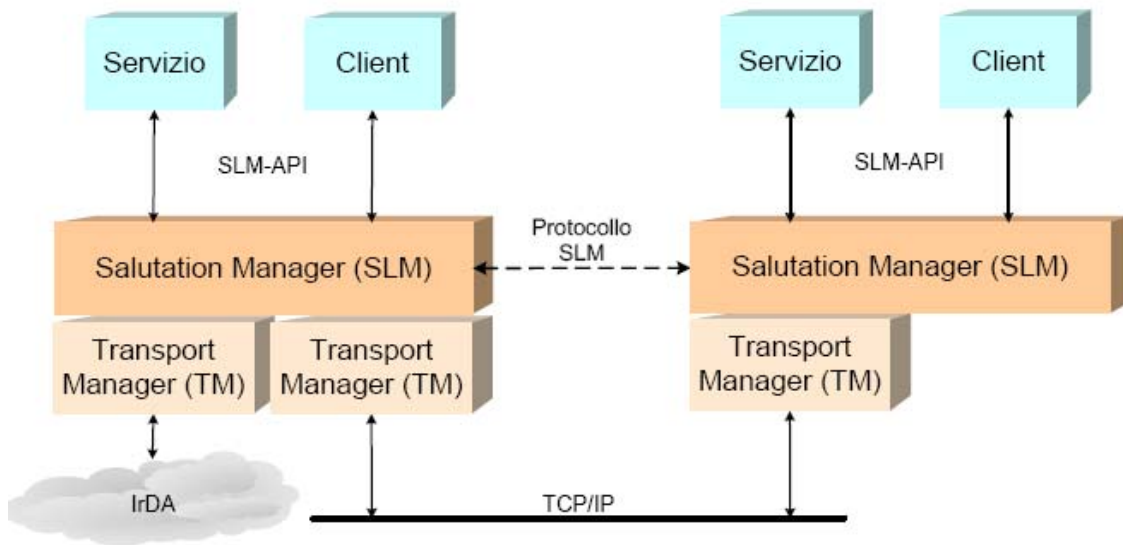 Servizio
Client
Servizio
Client
SLM-API
SLM-API
Protocollo
SLM
Salutation Manager (SLM)
Salutation Manager (SLM)
Transport
Manager (TM)
Transport
Manager (TM)
Transport
Manager (TM)
IrDA
TCP/IP